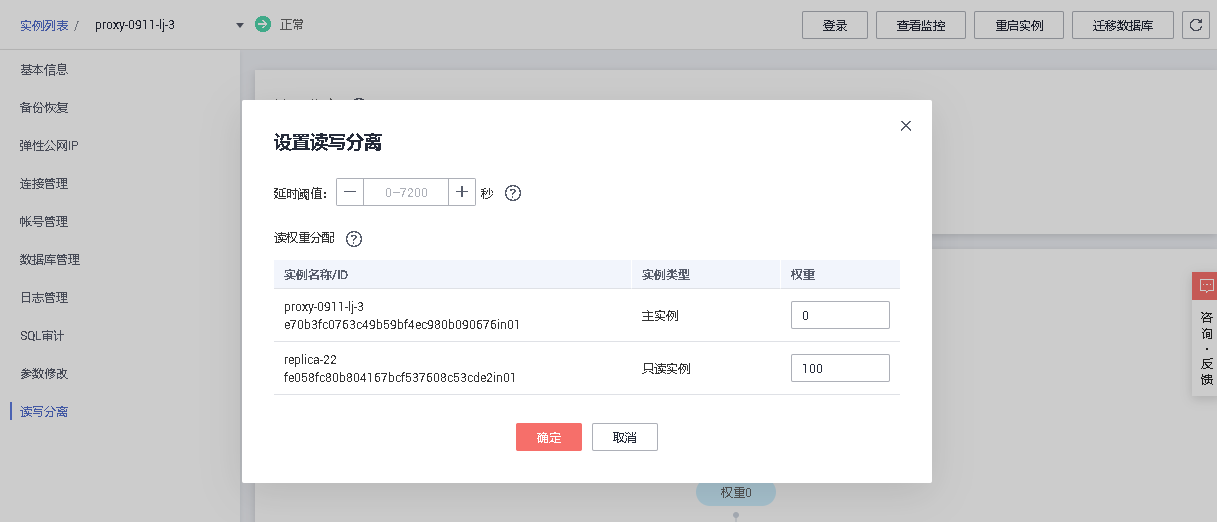 实例列表 / proxy-0911-lj-3 正常 登录 查看监控 重启实例 迁移数据库
基本信息
备份恢复
弹性公网IP
连接管理
帐号管理
数据库管理
日志管理
SQL审计
参数修改
读写分离
设置读写分离
延时阈值: 0-7200 秒
读权重分配
实例名称/ID 实例类型 权重
proxy-0911-lj-3
e70b3fc0763c49b59bf4ec980b090676in01 主实例 0
replica-22
fe058fc80b804167bcf537608c53cde2in01 只读实例 100
确定 取消
权重0
咨询·反馈